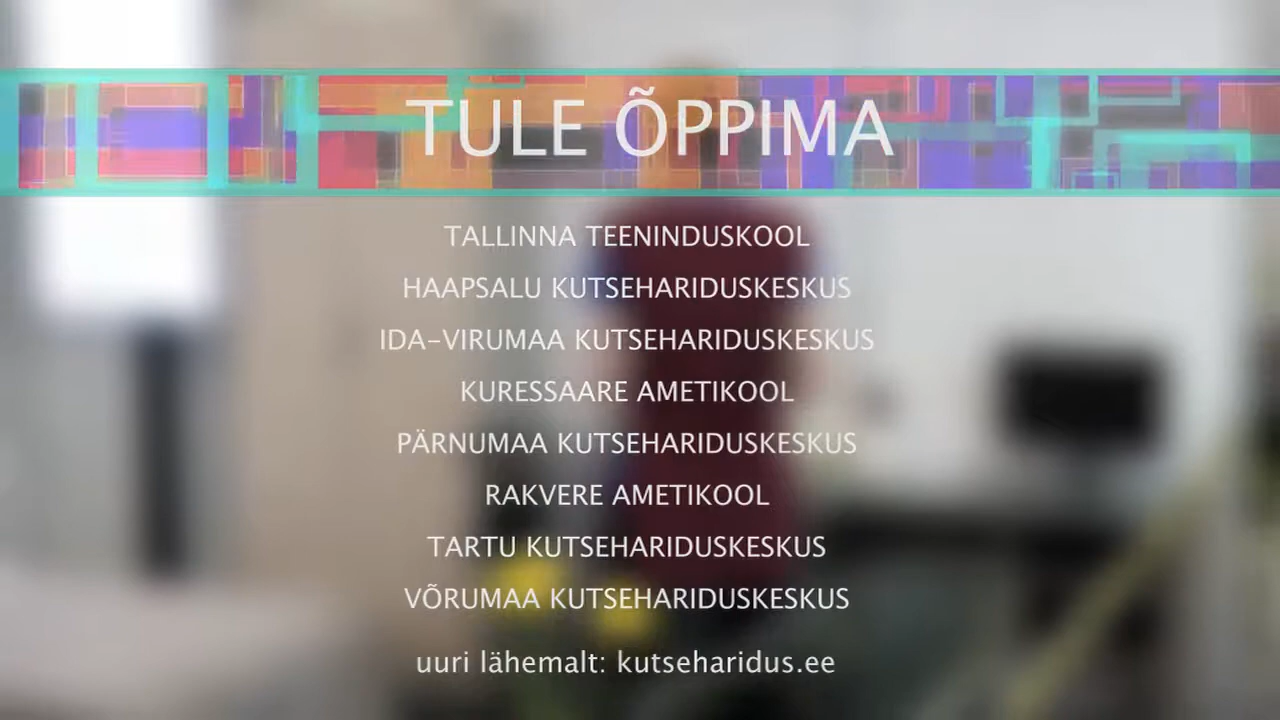 TULE ÕPPIMA
TALLINNA TEENINDUSKOOL
HAAPSALU KUTSEHARIDUSKESKUS
IDA-VIRUMAA KUTSEHARIDUSKESKUS
KURESSAARE AMETIKOOL
PÄRNUMAA KUTSEHARIDUSKESKUS
RAKVERE AMETIKOOL
TARTU KUTSEHARIDUSKESKUS
VÕRUMAA KUTSEHARIDUSKESKUS
uuri lähemalt: kutseharidus.ee